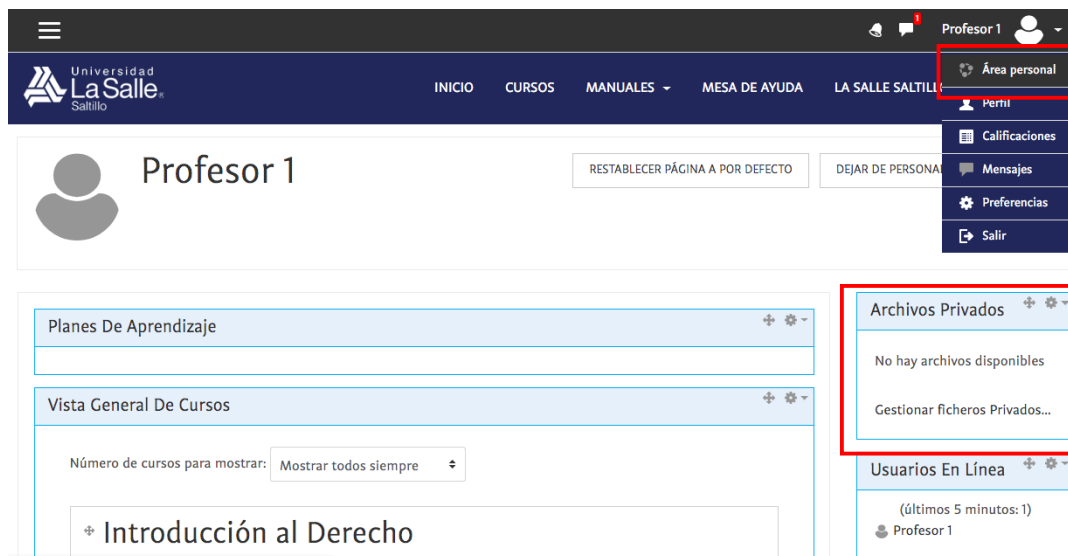 1
Profesor 1
Universidad
La Salle®
Saltillo
INICIO CURSOS MANUALES MESA DE AYUDA LA SALLE
Área personal
Perfil
Calificaciones
Mensajes
Preferencias
Salir
Profesor 1
RESTABLECER PÁGINA A POR DEFECTO
DEJAR DE
Planes De Aprendizaje
Vista General De Cursos
Número de cursos para mostrar: Mostrar todos siempre
Introducción al Derecho
Archivos Privados
No hay archivos disponibles
Gestionar ficheros Privados...
Usuarios En Línea
(últimos 5 minutos: 1)
Profesor 1